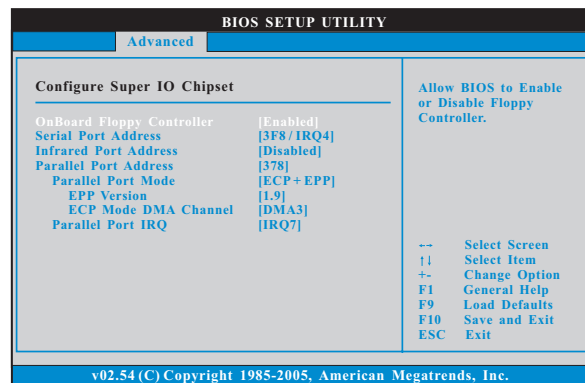 BIOS SETUP UTILITY
Advanced
Configure Super IO Chipset
OnBoard Floppy Controller [Enabled]
Serial Port Address [3F8 / IRQ4]
Infrared Port Address [Disabled]
Parallel Port Address [378]
Parallel Port Mode [ECP + EPP]
EPP Version [1.9]
ECP Mode DMA Channel [DMA3]
Parallel Port IRQ [IRQ7]
Allow BIOS to Enable
or Disable Floppy
Controller.
←→ Select Screen
↑↓ Select Item
+- Change Option
F1 General Help
F9 Load Defaults
F10 Save and Exit
ESC Exit
v02.54 (C) Copyright 1985-2005, American Megatrends, Inc.